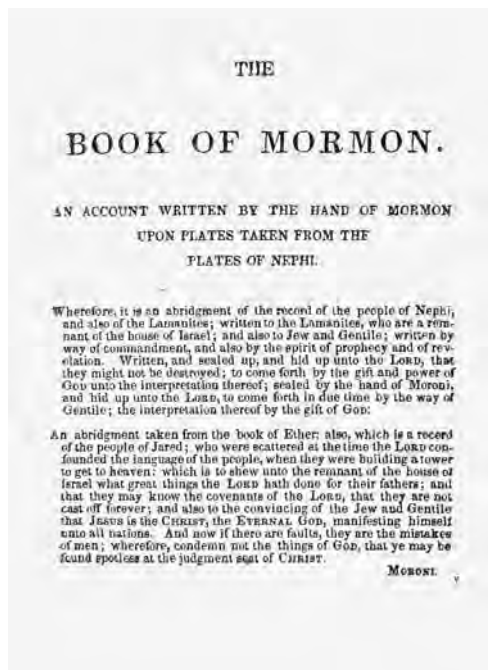 THE
BOOK OF MORMON.
AN ACCOUNT WRITTEN BY THE HAND OF MORMON
UPON PLATES TAKEN FROM THE
PLATES OF NEPHI.
Wherefore, it is an abridgment of the record of the people of Nephi,
and also of the Lamanites; written to the Lamanites, who are a rem-
nant of the house of Israel; and also to Jew and Gentile; written by
way of commandment, and also by the spirit of prophecy and of rev-
elation. Written, and sealed up, and hid up unto the LORD, that
they might not be destroyed; to come forth by the gift and power of
GOD unto the interpretation thereof; sealed by the hand of Moroni,
and hid up unto the LORD, to come forth in due time by the way of
Gentile; the interpretation thereof by the gift of GOD:
An abridgment taken from the book of Ether: also, which is a record
of the people of Jared; who were scattered at the time the LORD con-
founded the language of the people, when they were building a tower
to get to heaven: which is to shew unto the remnant of the house of
Israel what great things the LORD hath done for their fathers; and
that they may know the covenants of the LORD, that they are not
cast off forever; and also to the convincing of the Jew and Gentile
that JESUS is the CHRIST, the ETERNAL GOD, manifesting himself
unto all nations. And now if there are faults, they are the mistakes
of men; wherefore, condemn not the things of GOD, that ye may be
found spotless at the judgment seat of CHRIST.
MORONI.